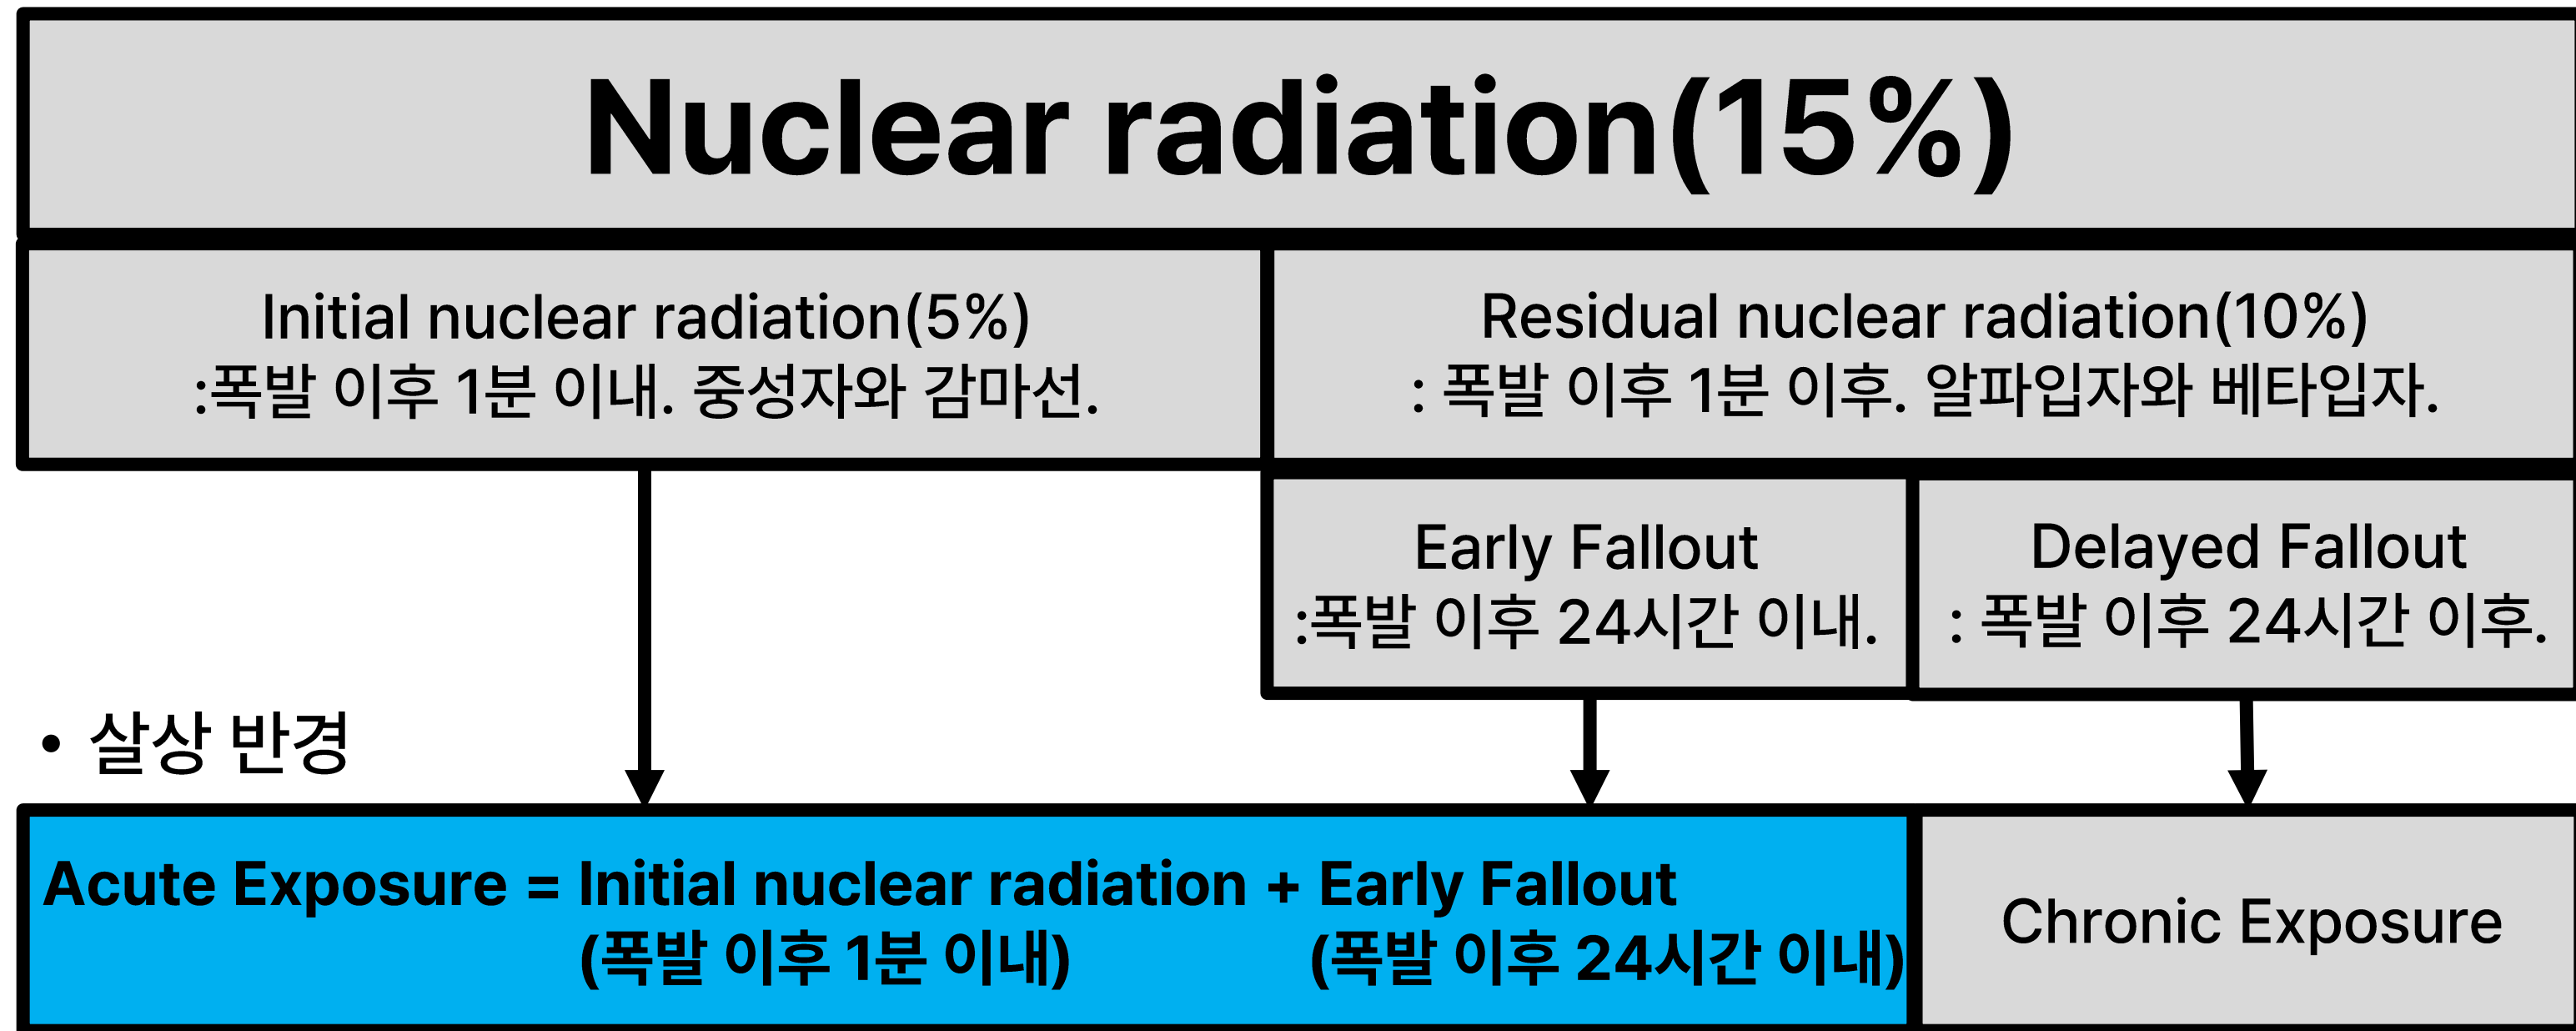 Nuclear radiation(15%)
Initial nuclear radiation(5%)
:폭발 이후 1분 이내. 중성자와 감마선.
Residual nuclear radiation(10%)
: 폭발 이후 1분 이후. 알파입자와 베타입자.
Early Fallout
:폭발 이후 24시간 이내.
Delayed Fallout
: 폭발 이후 24시간 이후.
• 살상 반경
Acute Exposure = Initial nuclear radiation + Early Fallout
(폭발 이후 1분 이내) (폭발 이후 24시간 이내)
Chronic Exposure